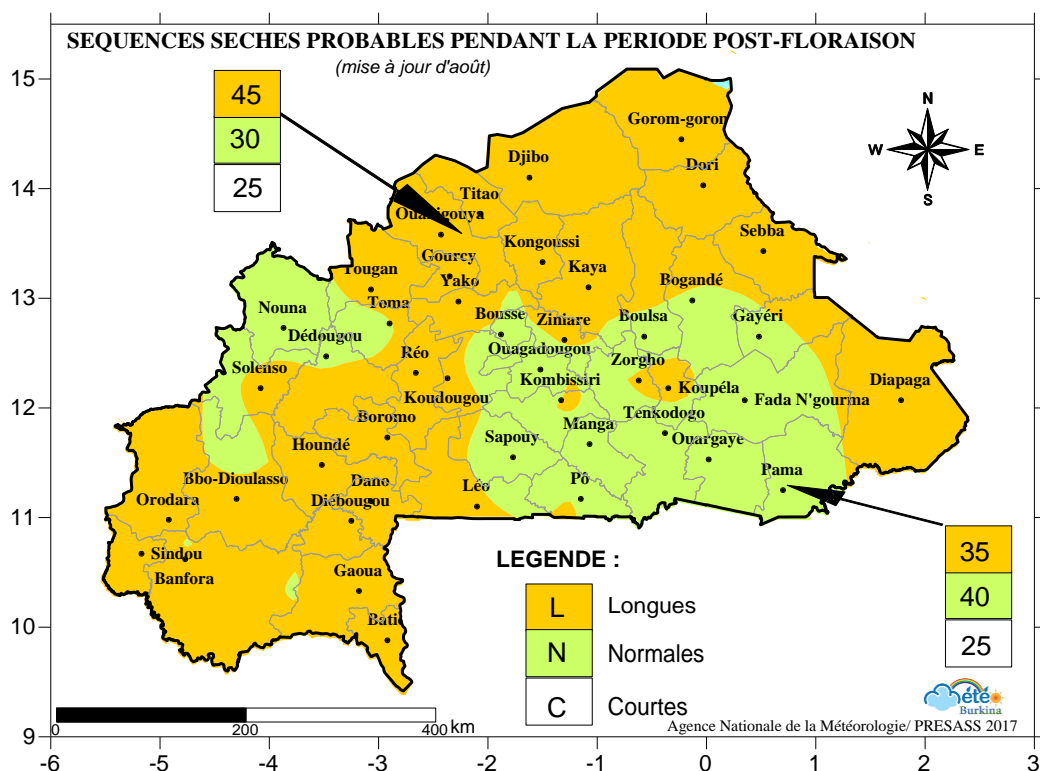 SEQUENCES SECHES PROBABLES PENDANT LA PERIODE POST-FLORAISON
(mise à jour d'août)
15
14
13
12
11
10
9
45
30
25
N
W
E
S
Gorom-goron
Dori
Djibo
Titao
Ouahigouya
Sebba
Kongoussi
Gourcy
Kaya
Tougan
Yako
Bogandé
Nouna
Toma
Bousse
Ziniare
Boulsa
Gayéri
Dédougou
Ouagadougou
Réo
Zorgho
Solenso
Kombissiri
Koupéla
Diapaga
Koudougou
Fada N'gourma
Boromo
Tenkodogo
Manga
Houndé
Sapouy
Ouargaye
Bbo-Dioulasso
Dano
Léo
Pô
Pama
Orodara
Diébougou
Sindou
Banfora
Gaoua
Bati
35
40
25
LEGENDE :
L Longues
N Normales
C Courtes
0
200
400 km
été
Burkina
Agence Nationale de la Météorologie/ PRESASS 2017
-6 -5 -4 -3 -2 -1 0 1 2 3